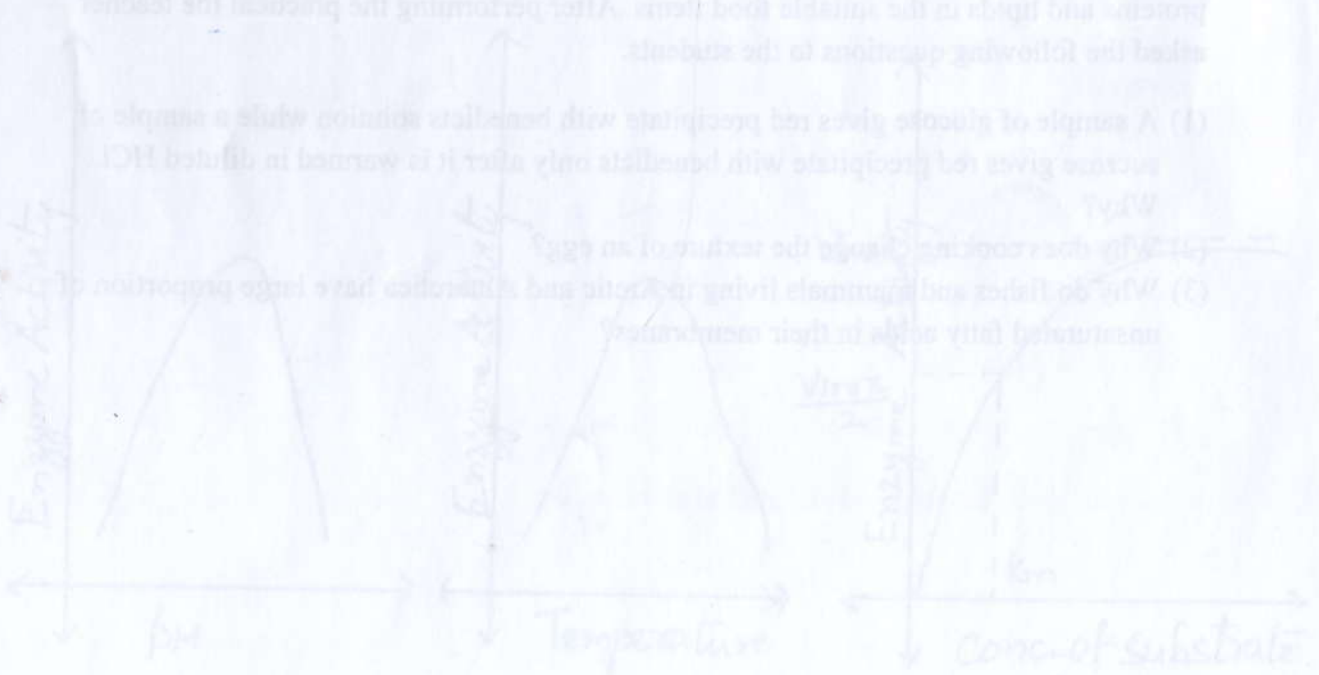 proteins and lipids in the suitable food items. After performing the practical the teacher
asked the following questions to the students.
(1) A sample of glucose gives red precipitate with benedicts solution while a sample of
sucrose gives red precipitate with benedicts only after it is warmed in diluted HCl.
Why?
(2) Why does cooking change the texture of an egg?
(3) Why do fishes and mammals living in Arctic and Antarctica have large proportion of
unsaturated fatty acids in their membranes?
Enzyme Activity
pH
Enzyme Activity
Temperature
Enzyme
Vmax
2
Km
Conc. of substrate